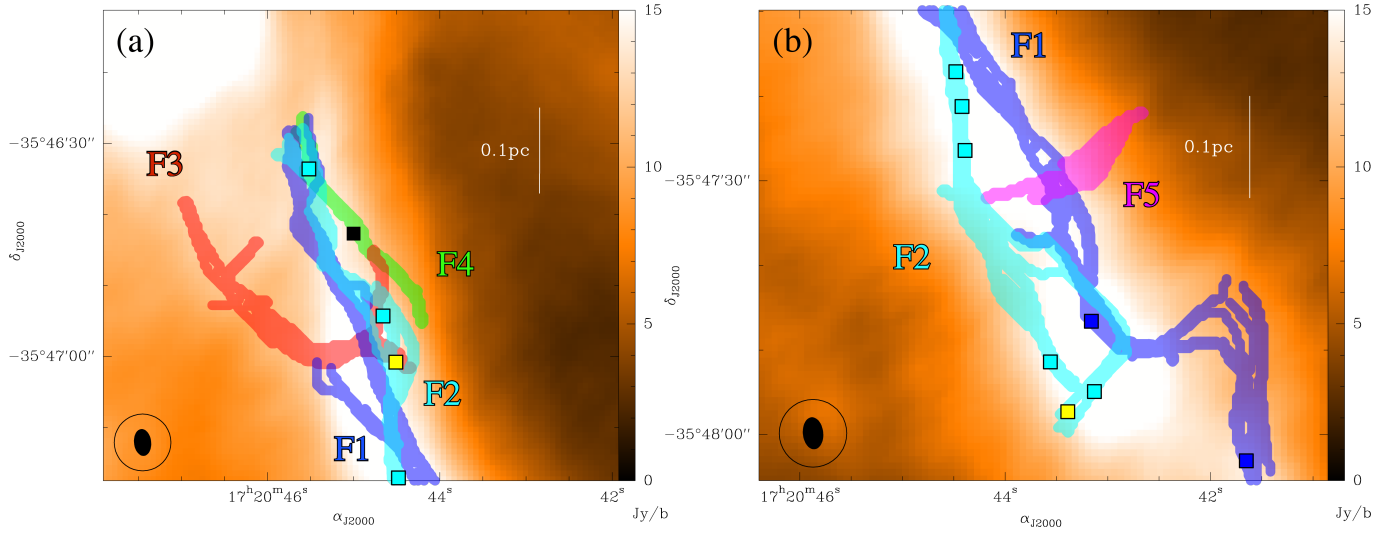 (a)
F3
F4
F2
F1
0.1pc
−35°46′30″
−35°47′00″
δJ2000
17ʰ20ᵐ46ˢ
44ˢ
42ˢ
αJ2000
15
10
5
0
Jy/b
(b)
F1
F5
F2
0.1pc
−35°47′30″
−35°48′00″
δJ2000
17ʰ20ᵐ46ˢ
44ˢ
42ˢ
αJ2000
15
10
5
0
Jy/b